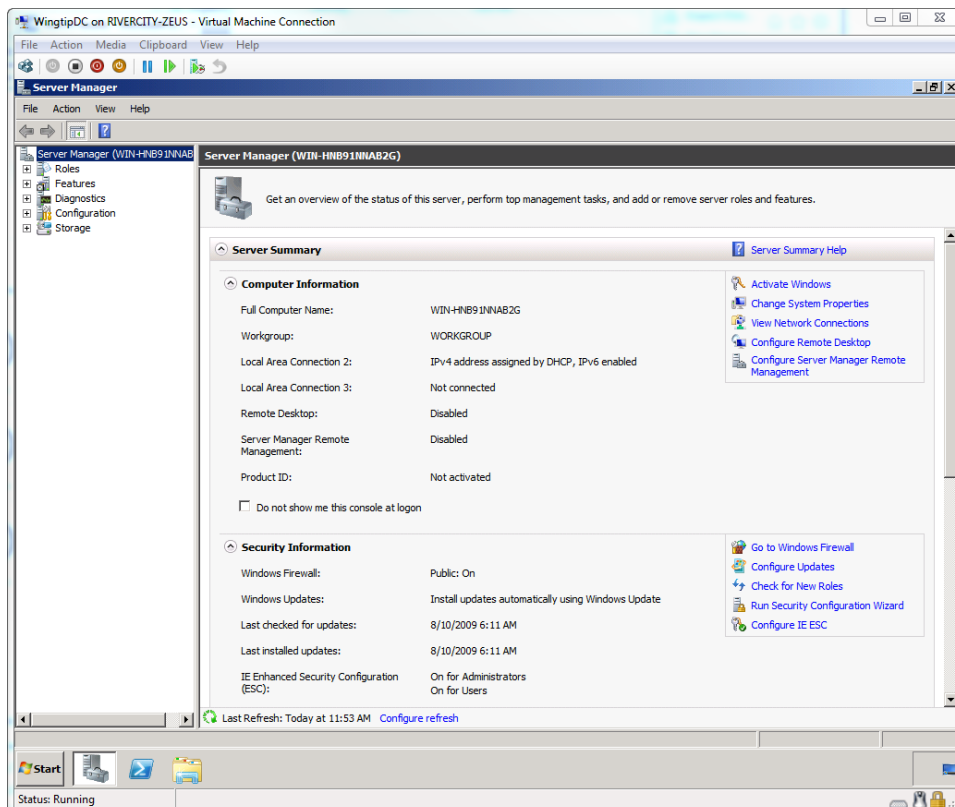 WingtipDC on RIVERCITY-ZEUS - Virtual Machine Connection
File Action Media Clipboard View Help
Server Manager
File Action View Help
Server Manager (WIN-HNB91NNAB
Roles
Features
Diagnostics
Configuration
Storage
Server Manager (WIN-HNB91NNAB2G)
Get an overview of the status of this server, perform top management tasks, and add or remove server roles and features.
Server Summary
Server Summary Help
Computer Information
Full Computer Name: WIN-HNB91NNAB2G
Workgroup: WORKGROUP
Local Area Connection 2: IPv4 address assigned by DHCP, IPv6 enabled
Local Area Connection 3: Not connected
Remote Desktop: Disabled
Server Manager Remote Disabled
Management:
Product ID: Not activated
Do not show me this console at logon
Activate Windows
Change System Properties
View Network Connections
Configure Remote Desktop
Configure Server Manager Remote
Management
Security Information
Windows Firewall: Public: On
Windows Updates: Install updates automatically using Windows Update
Last checked for updates: 8/10/2009 6:11 AM
Last installed updates: 8/10/2009 6:11 AM
IE Enhanced Security Configuration On for Administrators
(ESC): On for Users
Go to Windows Firewall
Configure Updates
Check for New Roles
Run Security Configuration Wizard
Configure IE ESC
Last Refresh: Today at 11:53 AM Configure refresh
Start
Status: Running